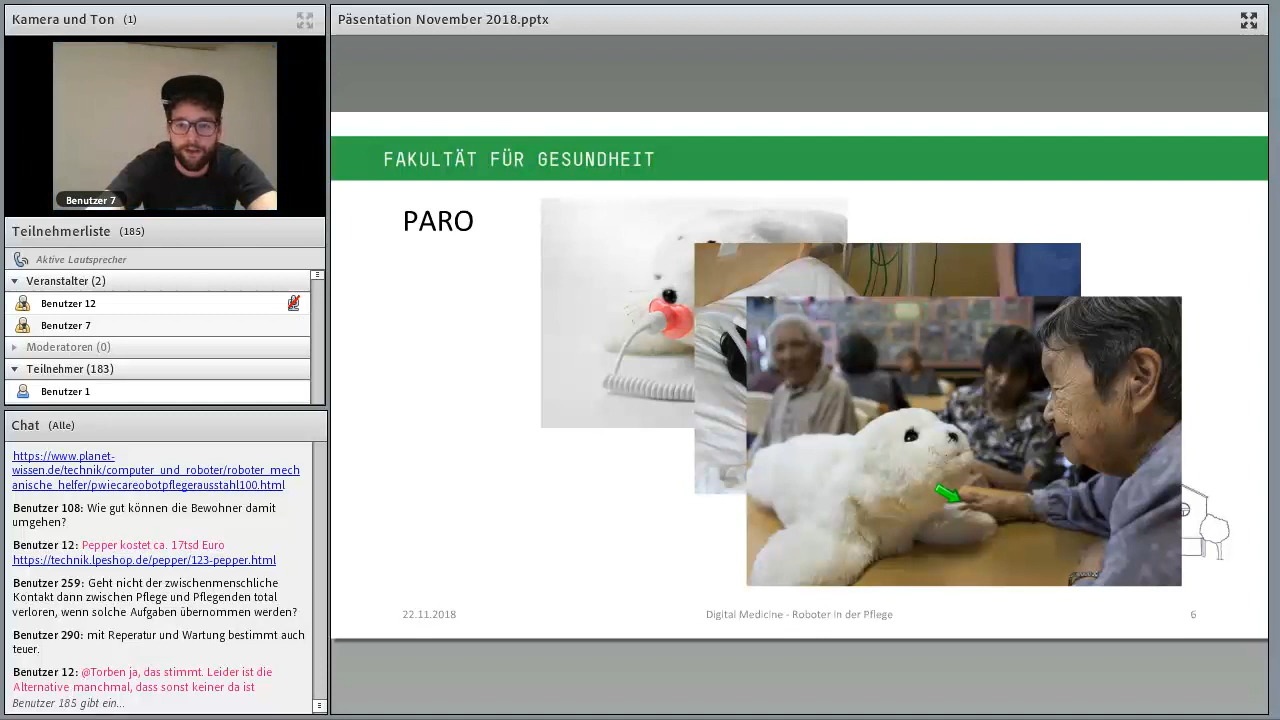 Kamera und Ton (1)
Benutzer 7
Teilnehmerliste (185)
Aktive Lautsprecher
Veranstalter (2)
Benutzer 12
Benutzer 7
Moderatoren (0)
Teilnehmer (183)
Benutzer 1
Chat (Alle)
https://www.planet-
wissen.de/technik/computer_und_roboter/roboter_mech
anische_helfer/pwiecareobotpflegerausstahl100.html
Benutzer 108: Wie gut können die Bewohner damit
umgehen?
Benutzer 12: Pepper kostet ca. 17tsd Euro
https://technik.lpeshop.de/pepper/123-pepper.html
Benutzer 259: Geht nicht der zwischenmenschliche
Kontakt dann zwischen Pflege und Pflegenden total
verloren, wenn solche Aufgaben übernommen werden?
Benutzer 290: mit Reperatur und Wartung bestimmt auch
teuer.
Benutzer 12: @Torben ja, das stimmt. Leider ist die
Alternative manchmal, dass sonst keiner da ist
Benutzer 185 gibt ein...
Päsentation November 2018.pptx
FAKULTÄT FÜR GESUNDHEIT
PARO
22.11.2018
Digital Medicine - Roboter in der Pflege
6